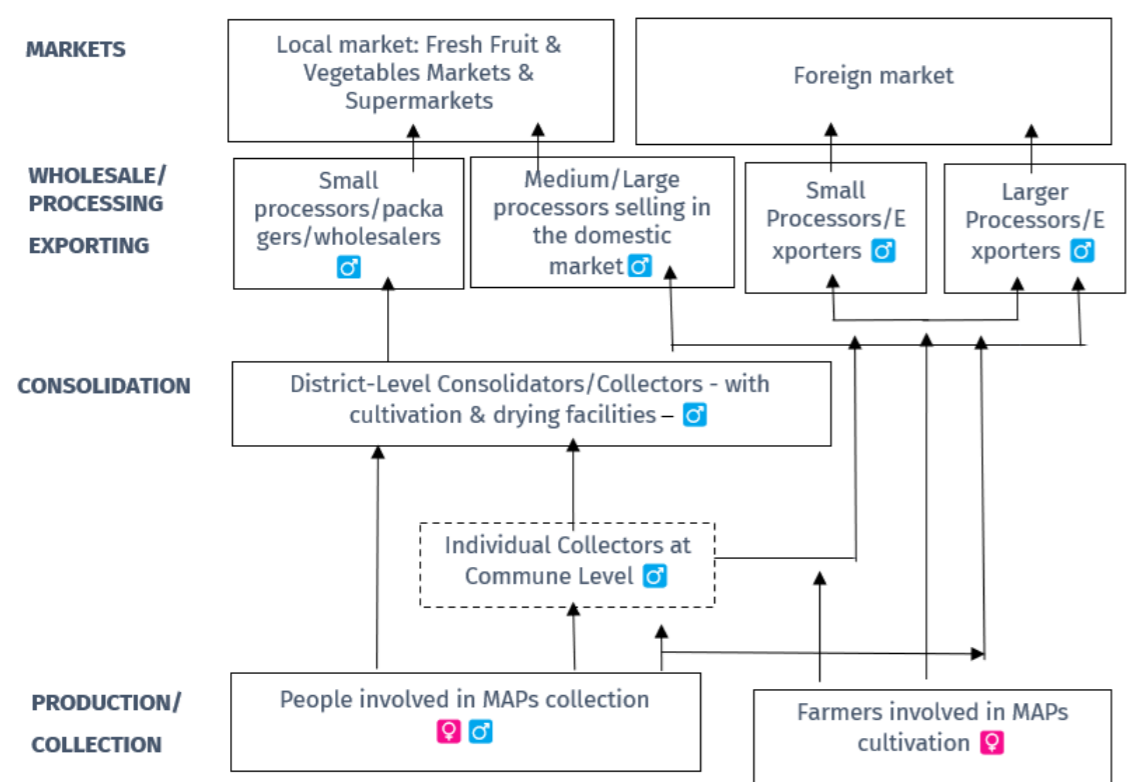 MARKETS
Local market: Fresh Fruit &
Vegetables Markets &
Supermarkets
Foreign market
WHOLESALE/
PROCESSING
EXPORTING
Small
processors/packa
gers/wholesalers
♂
Medium/Large
processors selling in
the domestic
market ♂
Small
Processors/E
xporters ♂
Larger
Processors/E
xporters ♂
CONSOLIDATION
District-Level Consolidators/Collectors - with
cultivation & drying facilities – ♂
Individual Collectors at
Commune Level ♂
PRODUCTION/
COLLECTION
People involved in MAPs collection
♀ ♂
Farmers involved in MAPs
cultivation ♀